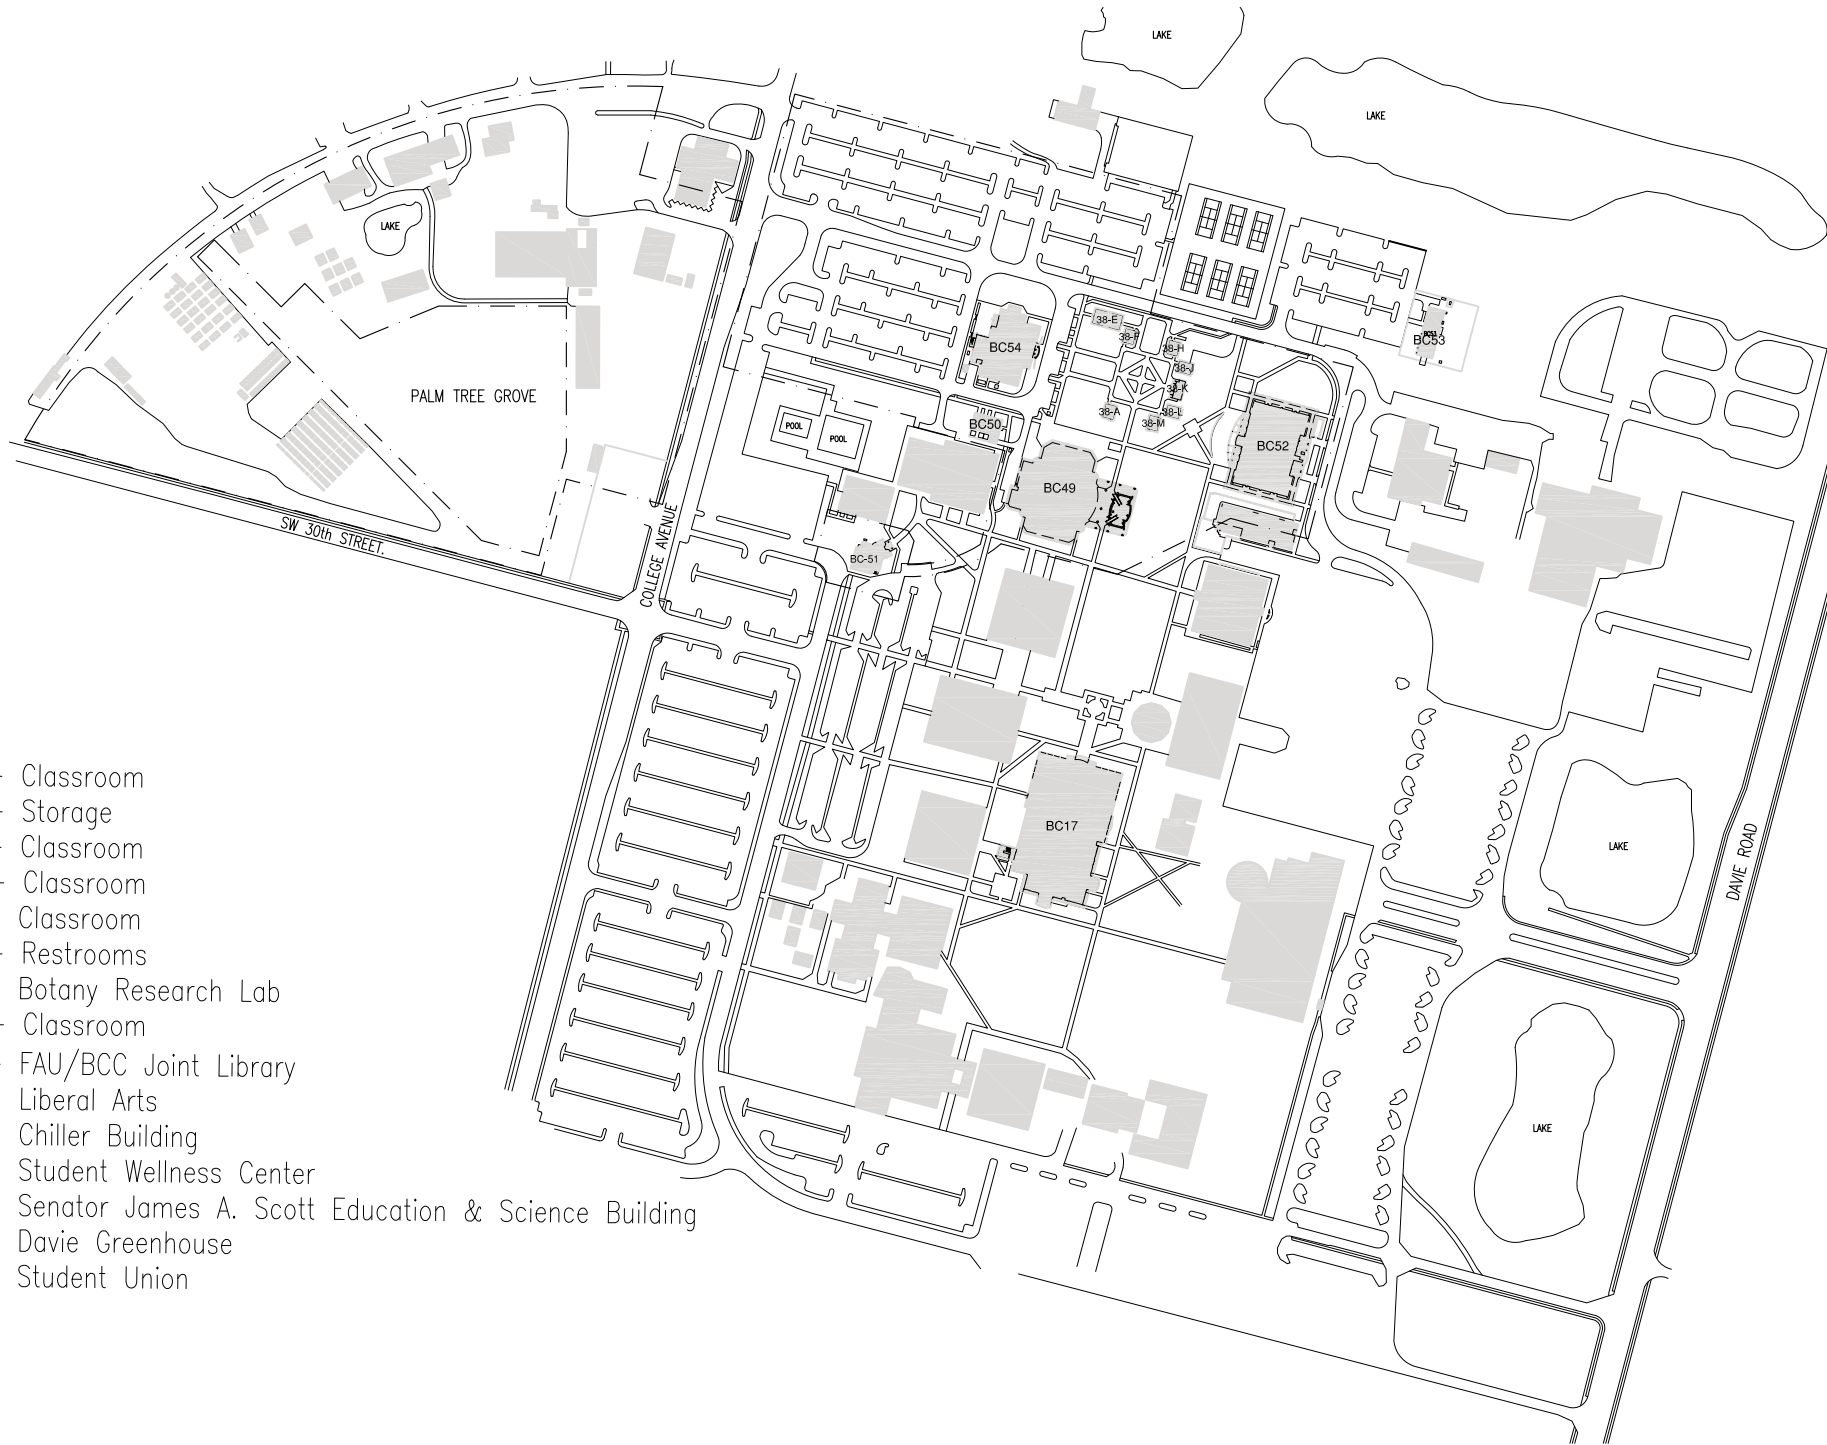 LAKE
LAKE
LAKE
38-E
38-F
38-H
BC54
BC53
BC53
38-J
38-K
PALM TREE GROVE
38-A
38-L
38-M
POOL
POOL
BC50
BC52
BC49
SW 30th STREET.
COLLEGE AVENUE
BC-51
BC17
LAKE
DAVIE ROAD
LAKE
- Classroom
- Storage
- Classroom
- Classroom
Classroom
- Restrooms
Botany Research Lab
- Classroom
- FAU/BCC Joint Library
Liberal Arts
Chiller Building
Student Wellness Center
Senator James A. Scott Education & Science Building
Davie Greenhouse
Student Union